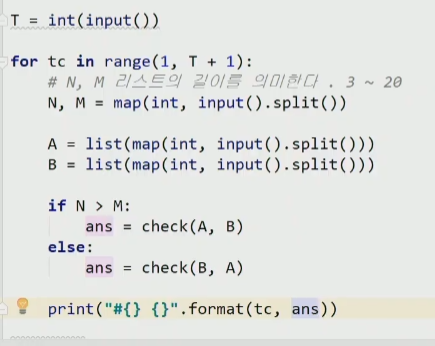 T = int(input())
for tc in range(1, T + 1):
# N, M 리스트의 길이를 의미한다 . 3 ~ 20
N, M = map(int, input().split())
A = list(map(int, input().split()))
B = list(map(int, input().split()))
if N > M:
ans = check(A, B)
else:
ans = check(B, A)
print("#{} {}".format(tc, ans))